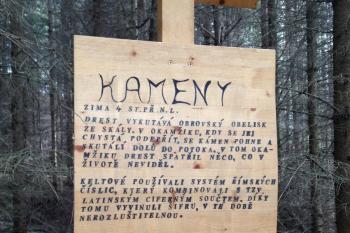 KAMENY
ZIMA 4 ST. PŘ. N. L.
DREST VYKUTÁVÁ OBROVSKÝ OBELISK
ZE SKÁLY. V OKAMŽIKU, KDY SE JEJ
CHYSTÁ PODEPŘÍT, SE KÁMEN POHNE A
SKUTÁLÍ DOLŮ DO POTOKA. V TOM OKA-
MŽIKU DREST SPATŘIL NĚCO, CO V
ŽIVOTĚ NEVIDĚL.
KELTOVÉ POUŽÍVALI SYSTÉM ŘÍMSKÝCH
ČÍSLIC, KTERÝ KOMBINOVALI S TZV.
LATINSKÝM CIFERNÝM SOUČTEM. DÍKY
TOMU VYVINULI ŠIFRU, V TÉ DOBĚ
NEROZLUŠTITELNOU.